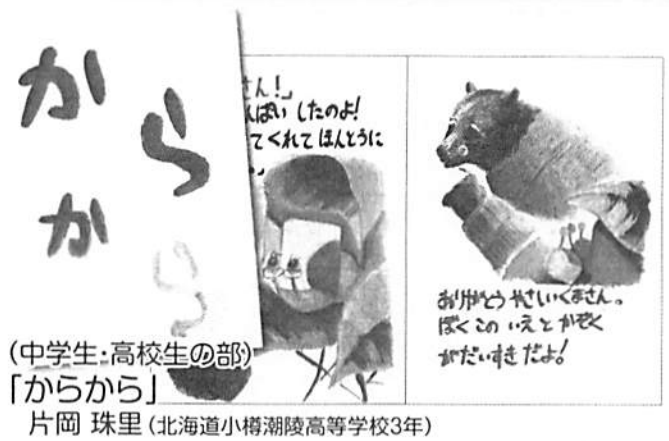 からから
さん!」
んぱい したのよ!
てくれて ほんとうに
。」
ありがとう やさいくまさん。
ぼく この いえと かぞく
が だいすき だよ!
(中学生・高校生の部)
「からから」
片岡 珠里(北海道小樽潮陵高等学校3年)